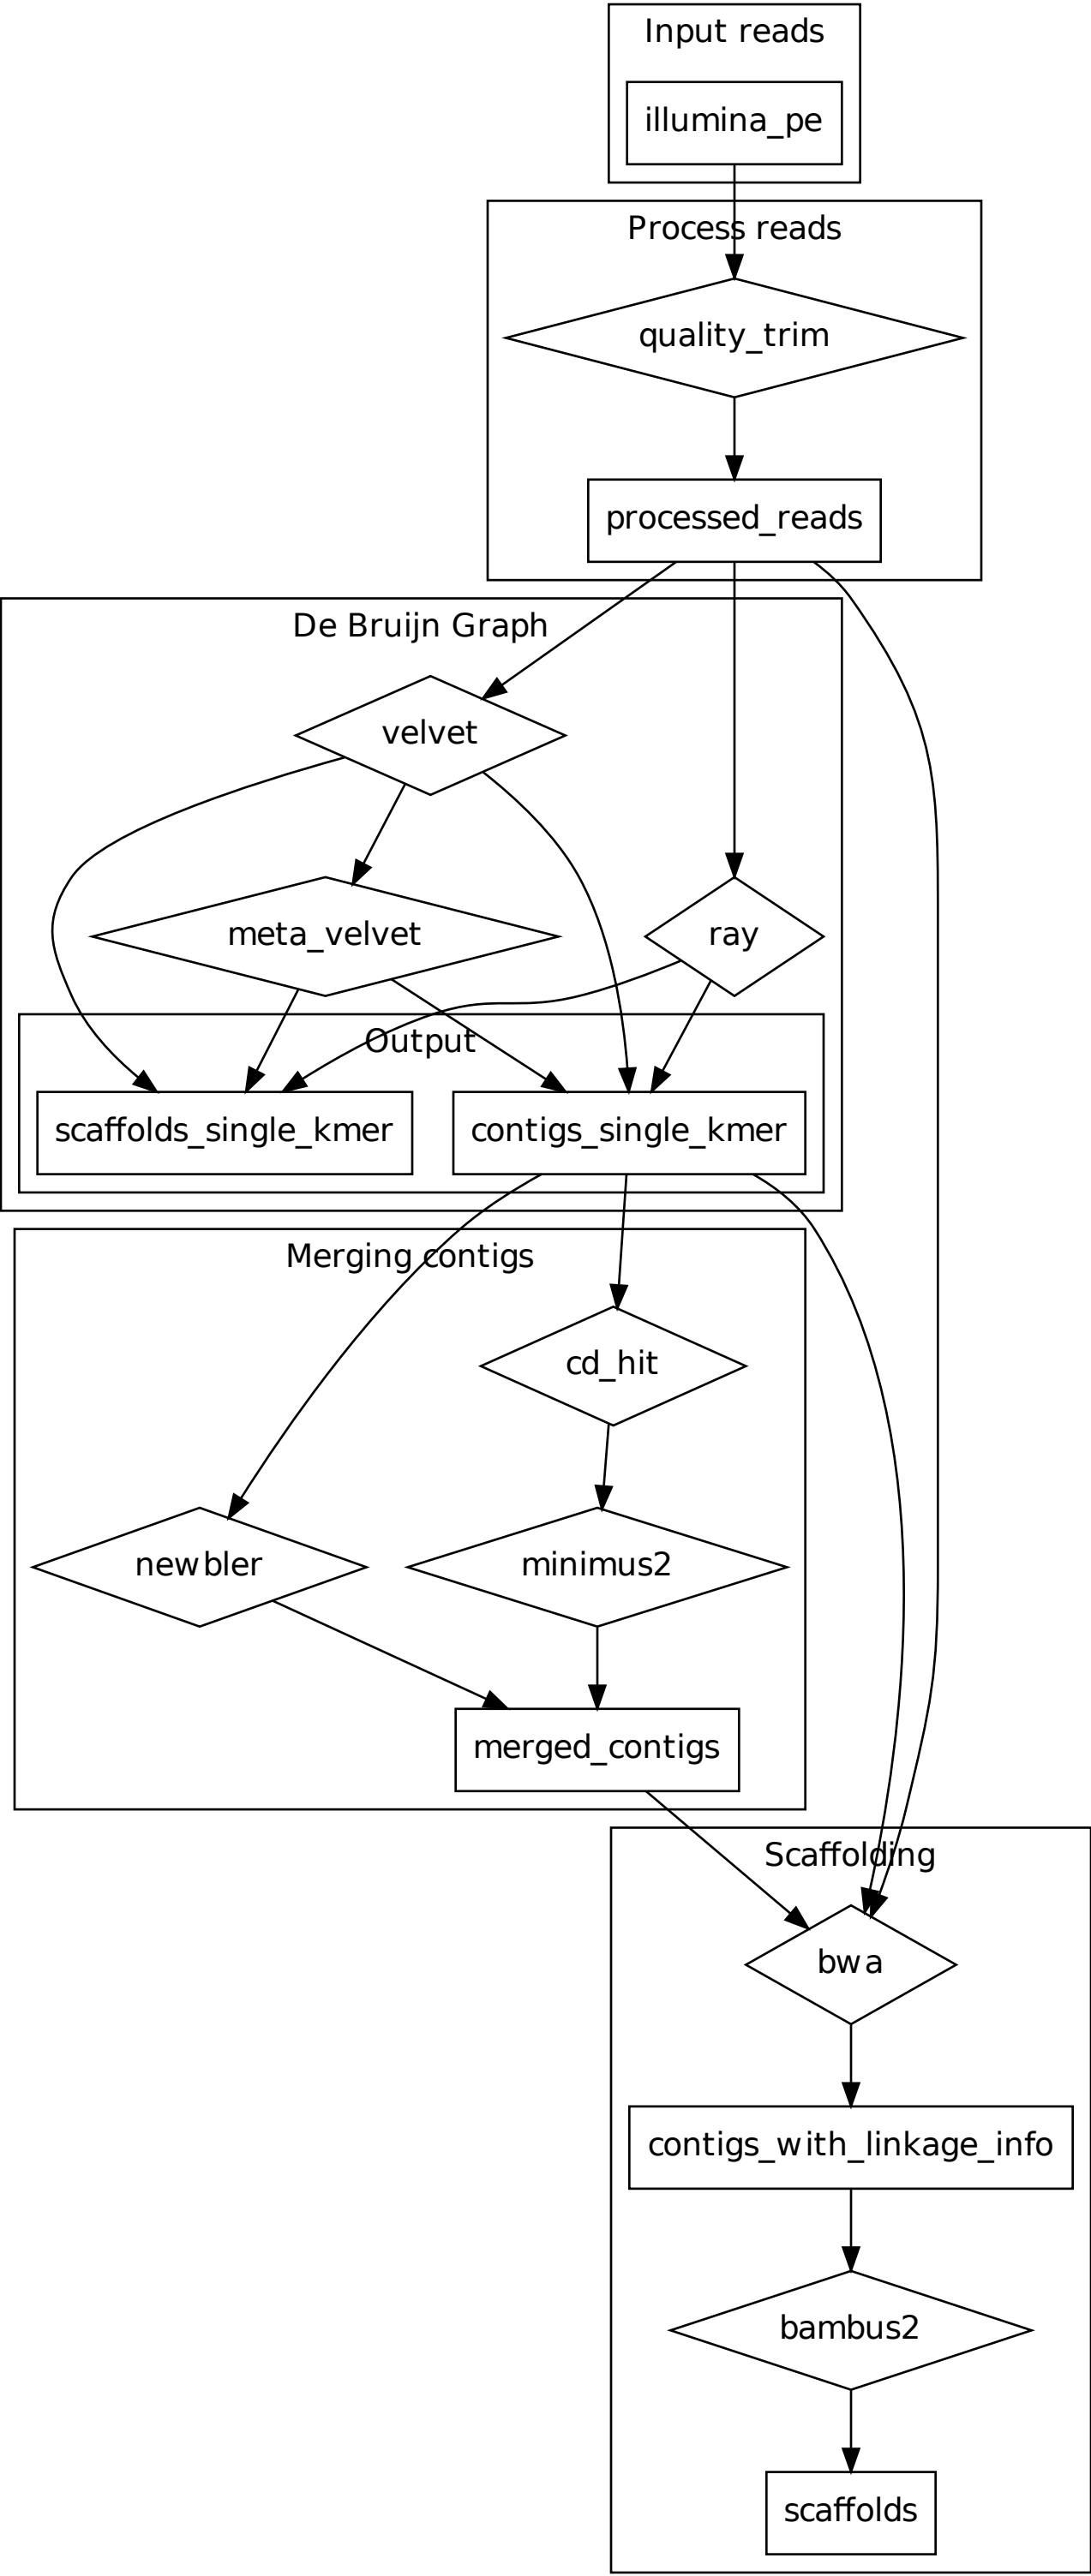 Input reads
illumina_pe
Process reads
quality_trim
processed_reads
De Bruijn Graph
velvet
meta_velvet
ray
Output
scaffolds_single_kmer
contigs_single_kmer
Merging contigs
cd_hit
newbler
minimus2
merged_contigs
Scaffolding
bwa
contigs_with_linkage_info
bambus2
scaffolds